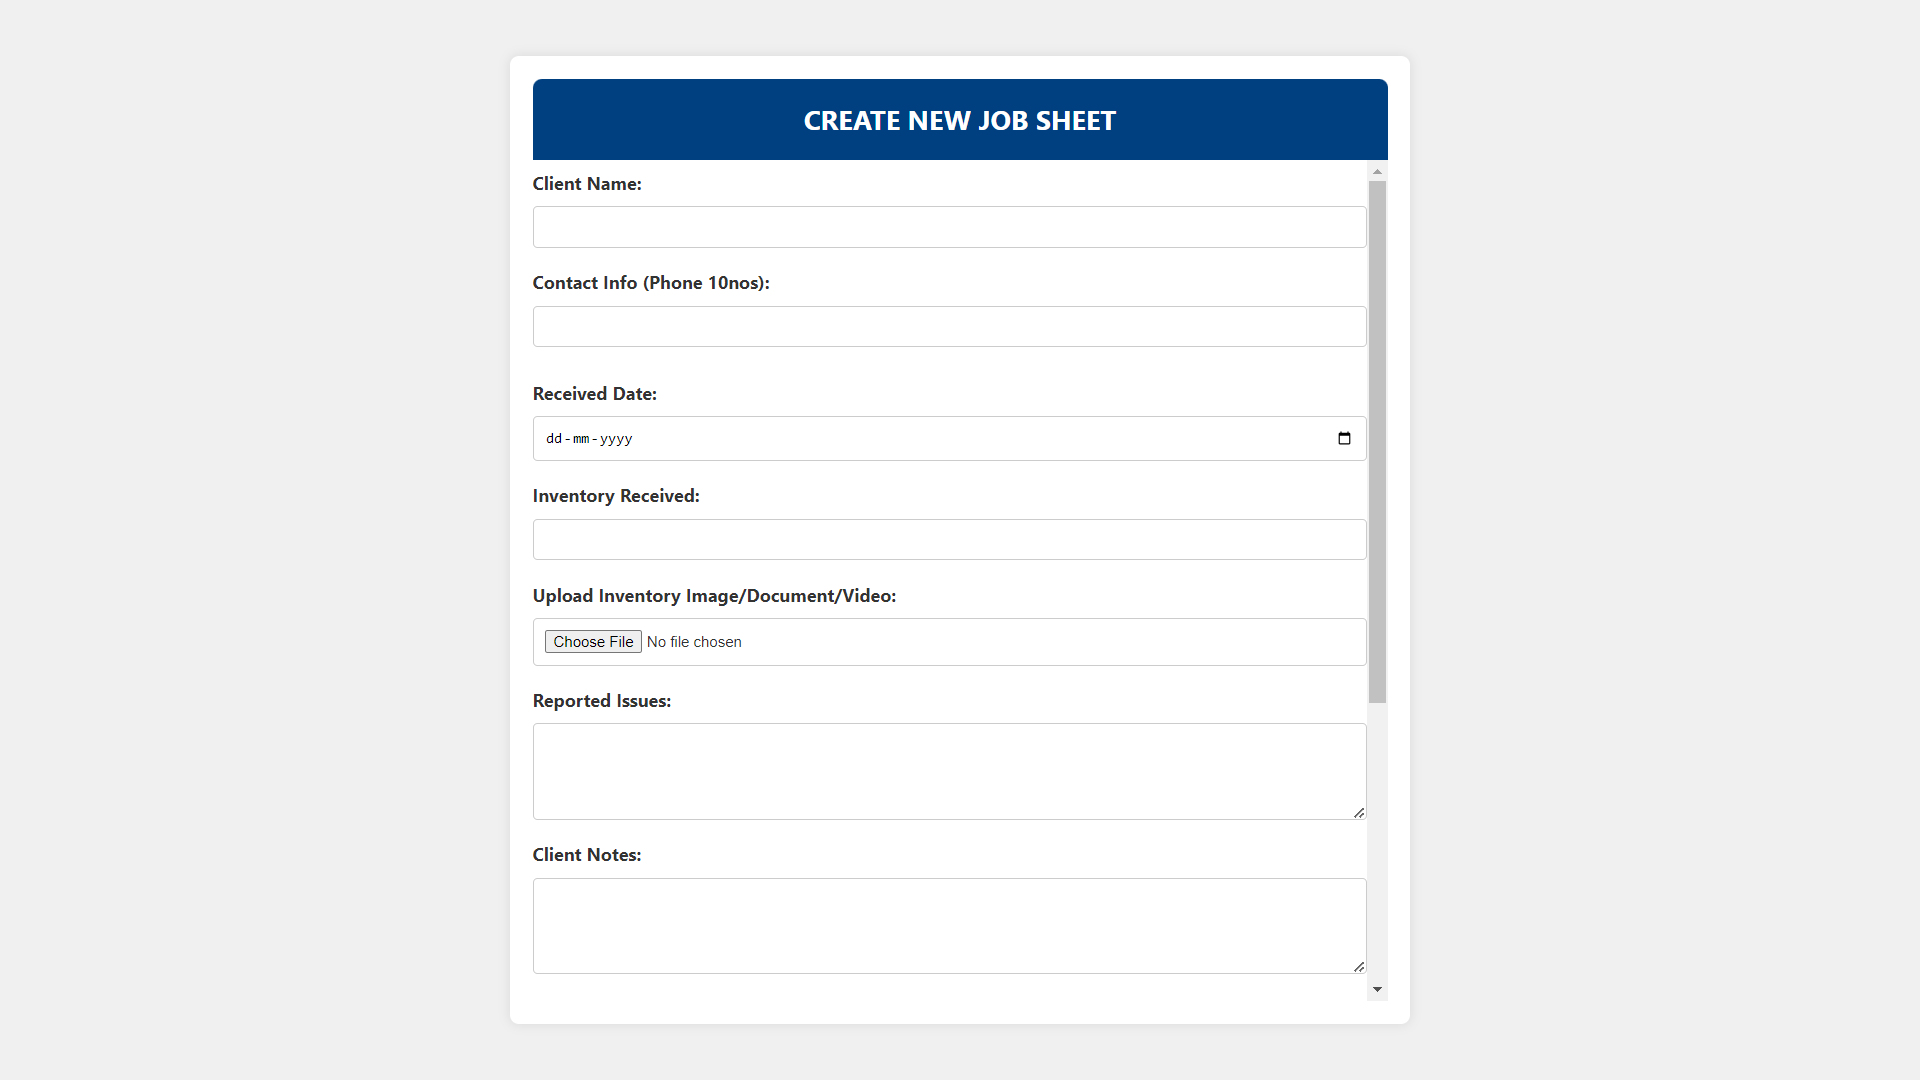 CREATE NEW JOB SHEET
Client Name:
Contact Info (Phone 10nos):
Received Date:
dd-mm-yyyy
Inventory Received:
Upload Inventory Image/Document/Video:
Choose File No file chosen
Reported Issues:
Client Notes: